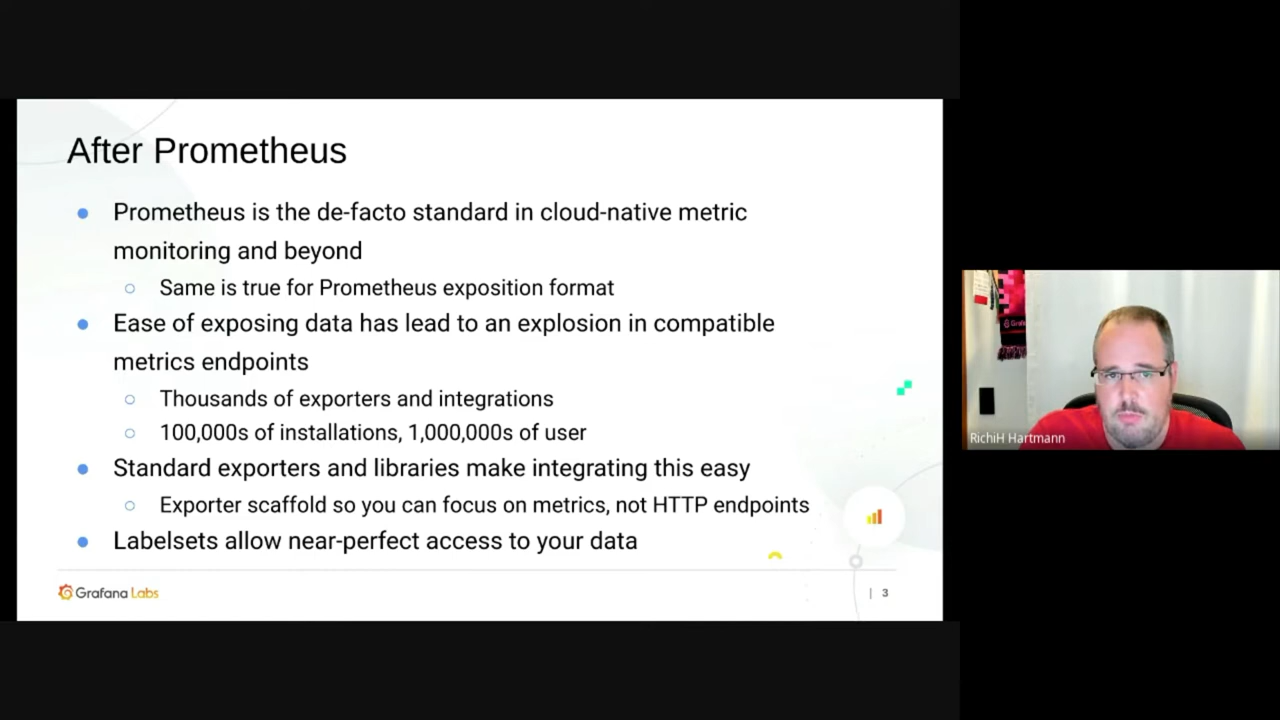 After Prometheus
Prometheus is the de-facto standard in cloud-native metric
monitoring and beyond
Same is true for Prometheus exposition format
Ease of exposing data has lead to an explosion in compatible
metrics endpoints
Thousands of exporters and integrations
100,000s of installations, 1,000,000s of user
Standard exporters and libraries make integrating this easy
Exporter scaffold so you can focus on metrics, not HTTP endpoints
Labelsets allow near-perfect access to your data
Grafana Labs
| 3
Grafa
RichiH Hartmann